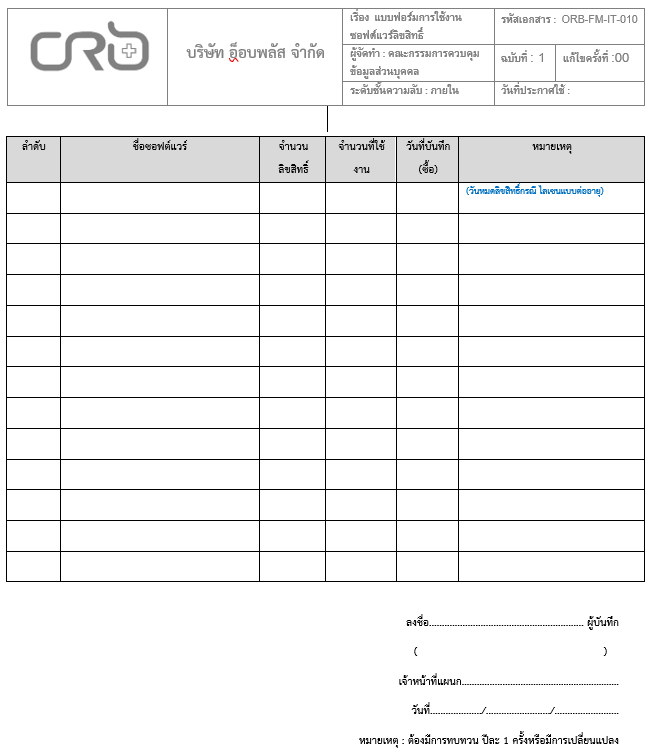 ORb
บริษัท อ็อบพลัส จำกัด
เรื่อง แบบฟอร์มการใช้งาน
ซอฟต์แวร์ลิขสิทธิ์
รหัสเอกสาร : ORB-FM-IT-010
ผู้จัดทำ : คณะกรรมการควบคุม
ข้อมูลส่วนบุคคล
ฉบับที่ : 1
แก้ไขครั้งที่ :00
ระดับชั้นความลับ : ภายใน
วันที่ประกาศใช้ :
ลำดับ
ชื่อซอฟต์แวร์
จำนวน
ลิขสิทธิ์
จำนวนที่ใช้
งาน
วันที่บันทึก
(ซื้อ)
หมายเหตุ
(วันหมดลิขสิทธิ์กรณี ไลเซนแบบต่ออายุ)
ลงชื่อ............................................................ ผู้บันทึก
( )
เจ้าหน้าที่แผนก.............................................................
วันที่..................../........................./.........................
หมายเหตุ : ต้องมีการทบทวน ปีละ 1 ครั้งหรือมีการเปลี่ยนแปลง